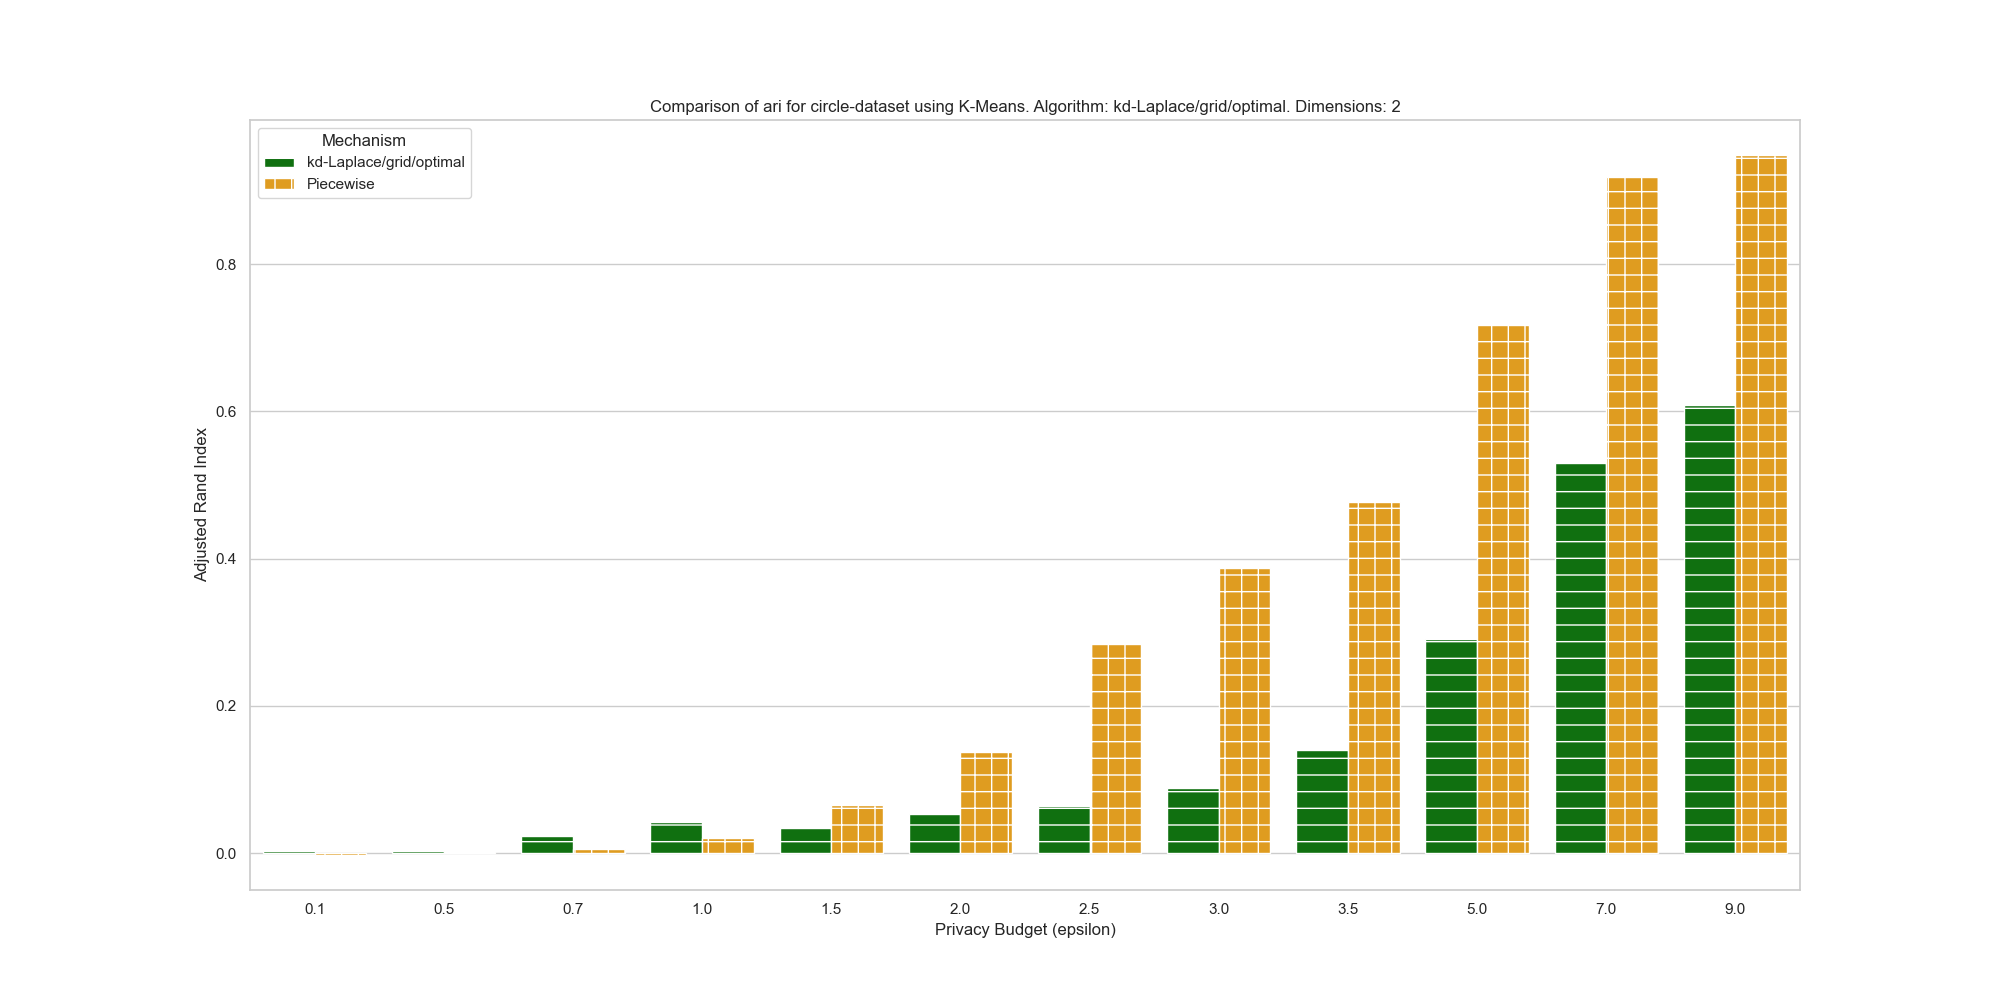 Comparison of ari for circle-dataset using K-Means. Algorithm: kd-Laplace/grid/optimal. Dimensions: 2
Mechanism
kd-Laplace/grid/optimal
Piecewise
Adjusted Rand Index
0.8
0.6
0.4
0.2
0.0
0.1 0.5 0.7 1.0 1.5 2.0 2.5 3.0 3.5 5.0 7.0 9.0
Privacy Budget (epsilon)